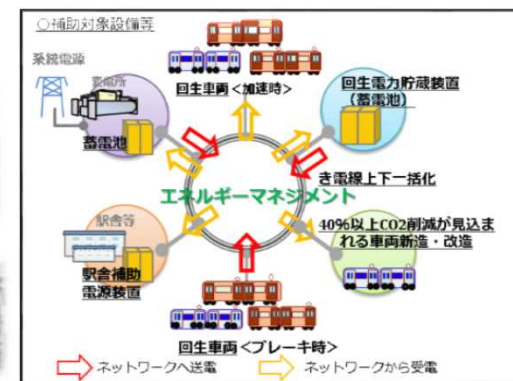 ○補助対象設備等
系統電源
変電所
蓄電池
回生車両<加速時>
回生電力貯蔵装置
(蓄電池)
き電線上下一括化
エネルギーマネジメント
駅舎等
駅舎補助
電源装置
40%以上CO2削減が見込ま
れる車両新造・改造
回生車両<ブレーキ時>
ネットワークへ送電
ネットワークから受電